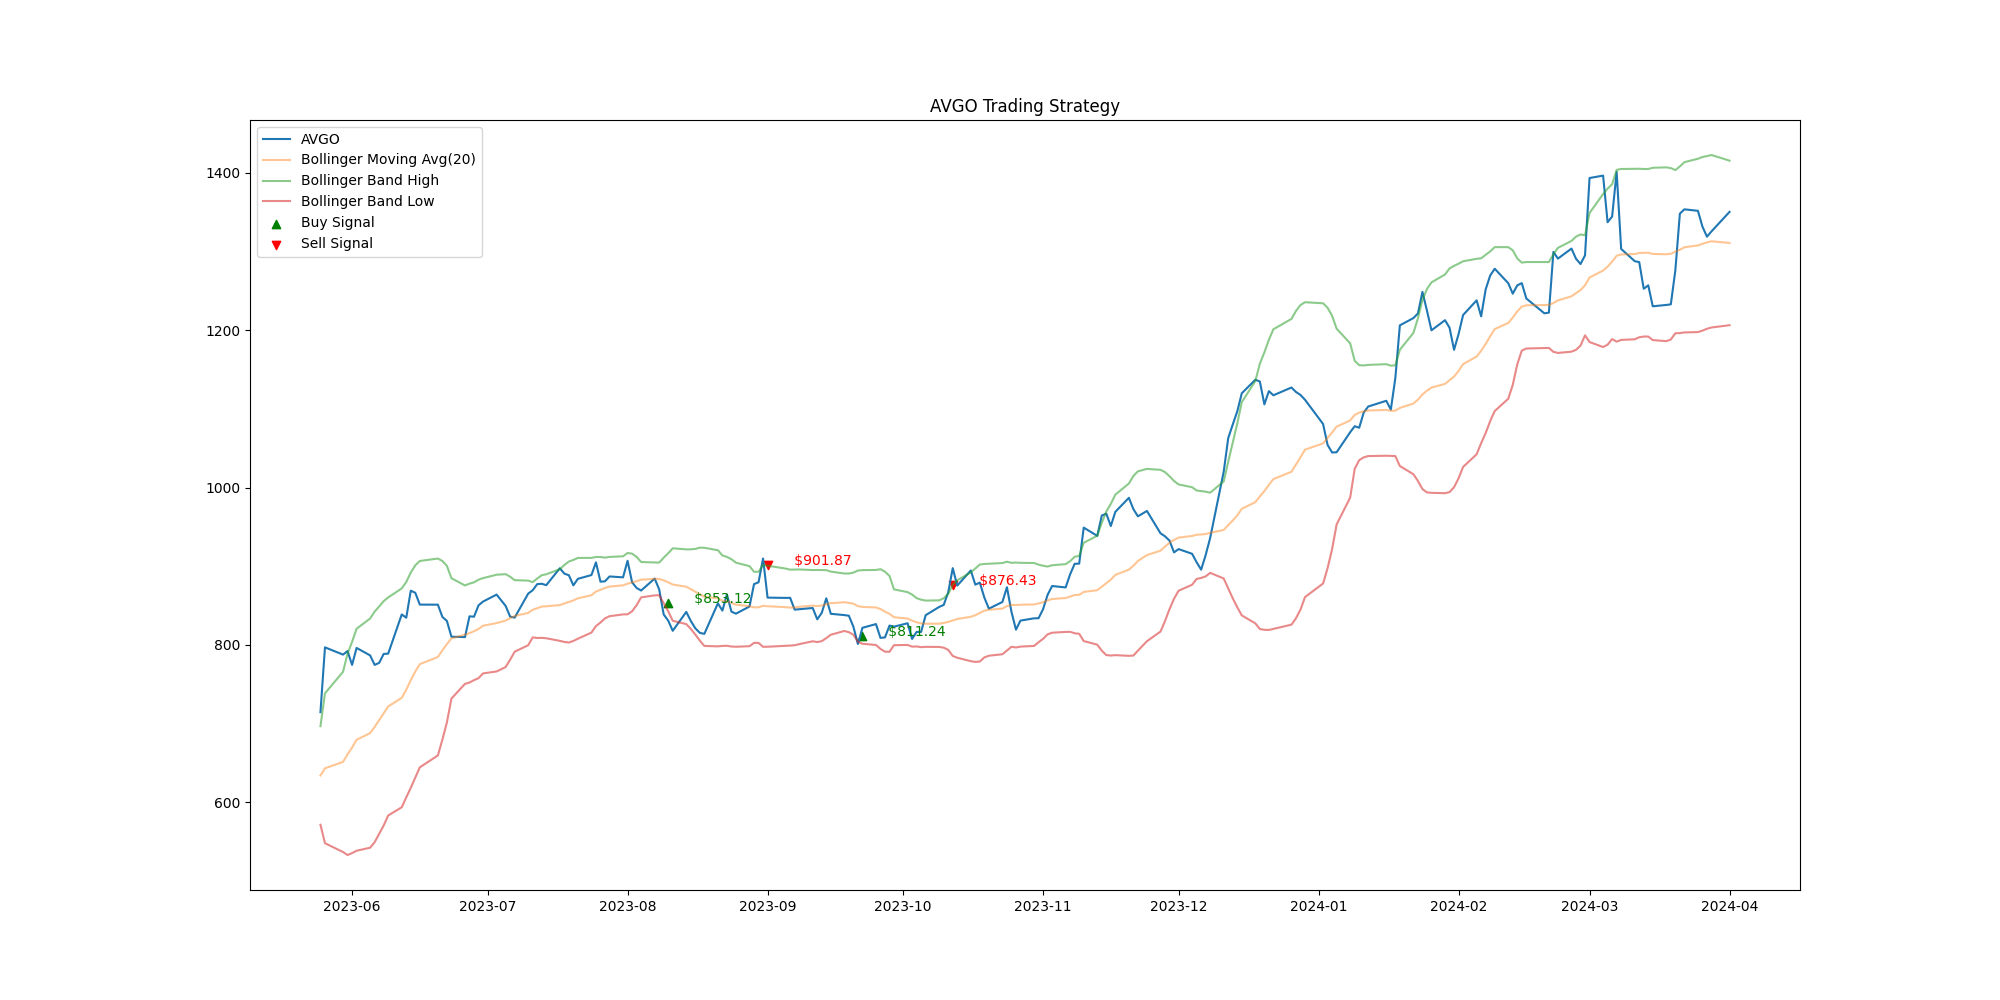 AVGO Trading Strategy
AVGO
Bollinger Moving Avg(20)
Bollinger Band High
Bollinger Band Low
Buy Signal
Sell Signal
1400
1200
1000
800
600
$901.87
$876.43
$853.12
$811.24
2023-06 2023-07 2023-08 2023-09 2023-10 2023-11 2023-12 2024-01 2024-02 2024-03 2024-04